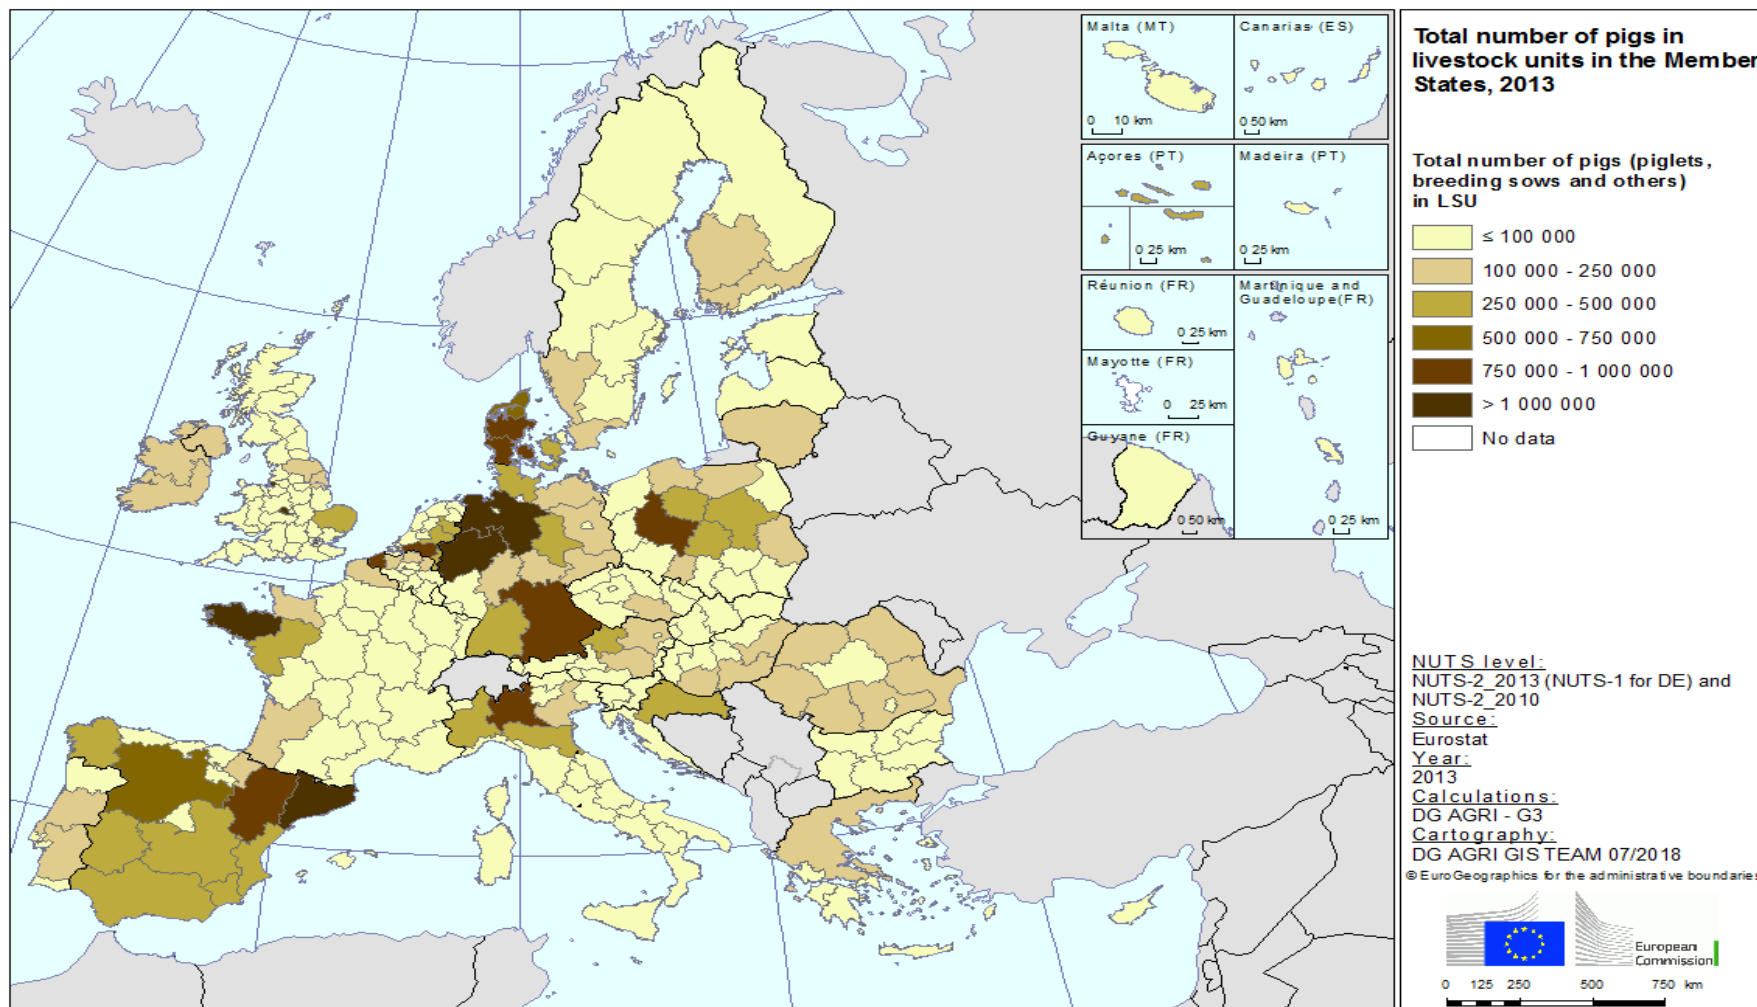 Malta (MT)
0 10 km
Canarias (ES)
0 50 km
Açores (PT)
0 25 km
Madeira (PT)
0 25 km
Réunion (FR)
0 25 km
Martinique and
Guadeloupe(FR)
0 25 km
Mayotte (FR)
0 25 km
Guyane (FR)
0 50 km
Total number of pigs in
livestock units in the Member
States, 2013
Total number of pigs (piglets,
breeding sows and others)
in LSU
≤ 100 000
100 000 - 250 000
250 000 - 500 000
500 000 - 750 000
750 000 - 1 000 000
> 1 000 000
No data
NUTS level:
NUTS-2_2013 (NUTS-1 for DE) and
NUTS-2_2010
Source:
Eurostat
Year:
2013
Calculations:
DG AGRI - G3
Cartography:
DG AGRI GIS TEAM 07/2018
© EuroGeographics for the administrative boundaries
European
Commission
0 125 250 500 750 km